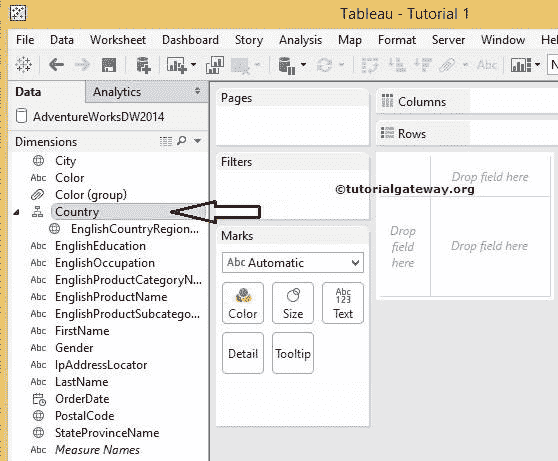 Tableau - Tutorial 1
File Data Worksheet Dashboard Story Analysis Map Format Server Window
Data Analytics
AdventureWorksDW2014
Dimensions
City
Abc Color
Color (group)
Country
EnglishCountryRegion...
Abc EnglishEducation
Abc EnglishOccupation
Abc EnglishProductCategoryN...
Abc EnglishProductName
Abc EnglishProductSubcatego...
Abc FirstName
Abc Gender
Abc IpAddressLocator
Abc LastName
OrderDate
PostalCode
StateProvinceName
Abc Measure Names
Pages
Filters
Marks
Abc Automatic
Color Size
Abc
123
Text
Detail Tooltip
Columns
Rows
©tutorialgateway.org
Drop field here
Drop
field
here
Drop field here